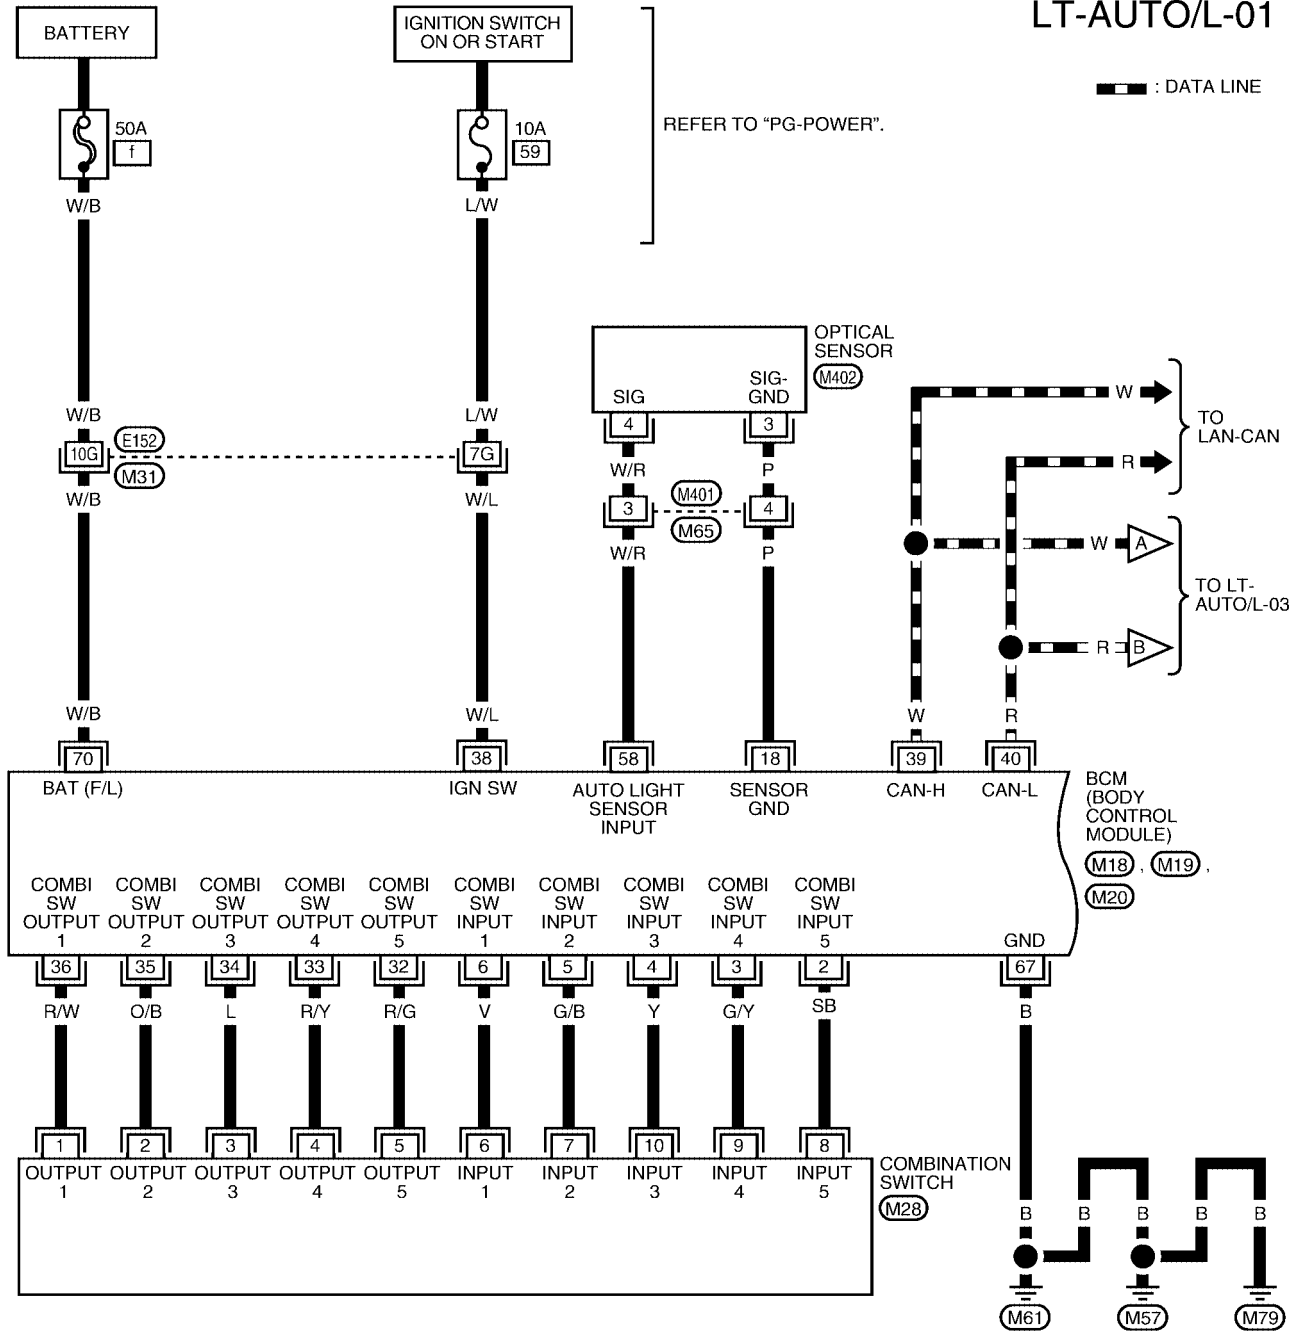 LT-AUTO/L-01
BATTERY
IGNITION SWITCH
ON OR START
: DATA LINE
REFER TO “PG-POWER”.
50A
f
10A
59
W/B
L/W
OPTICAL
SENSOR
M402
SIG
SIG-
GND
4
3
W
TO
LAN-CAN
R
W/B
L/W
10G
E152
M31
7G
W/B
W/L
W/R
P
3
M401
M65
4
W/R
P
W
A
TO LT-
AUTO/L-03
R
B
W/B
W/L
W
R
70
38
58
18
39
40
BAT (F/L)
IGN SW
AUTO LIGHT
SENSOR
INPUT
SENSOR
GND
CAN-H
CAN-L
BCM
(BODY
CONTROL
MODULE)
M18 , M19 ,
M20
COMBI
SW
OUTPUT
1
COMBI
SW
OUTPUT
2
COMBI
SW
OUTPUT
3
COMBI
SW
OUTPUT
4
COMBI
SW
OUTPUT
5
COMBI
SW
INPUT
1
COMBI
SW
INPUT
2
COMBI
SW
INPUT
3
COMBI
SW
INPUT
4
COMBI
SW
INPUT
5
GND
36
35
34
33
32
6
5
4
3
2
67
R/W
O/B
L
R/Y
R/G
V
G/B
Y
G/Y
SB
B
1
2
3
4
5
6
7
10
9
8
OUTPUT
1
OUTPUT
2
OUTPUT
3
OUTPUT
4
OUTPUT
5
INPUT
1
INPUT
2
INPUT
3
INPUT
4
INPUT
5
COMBINATION
SWITCH
M28
B
B
B
B
B
M61
M57
M79